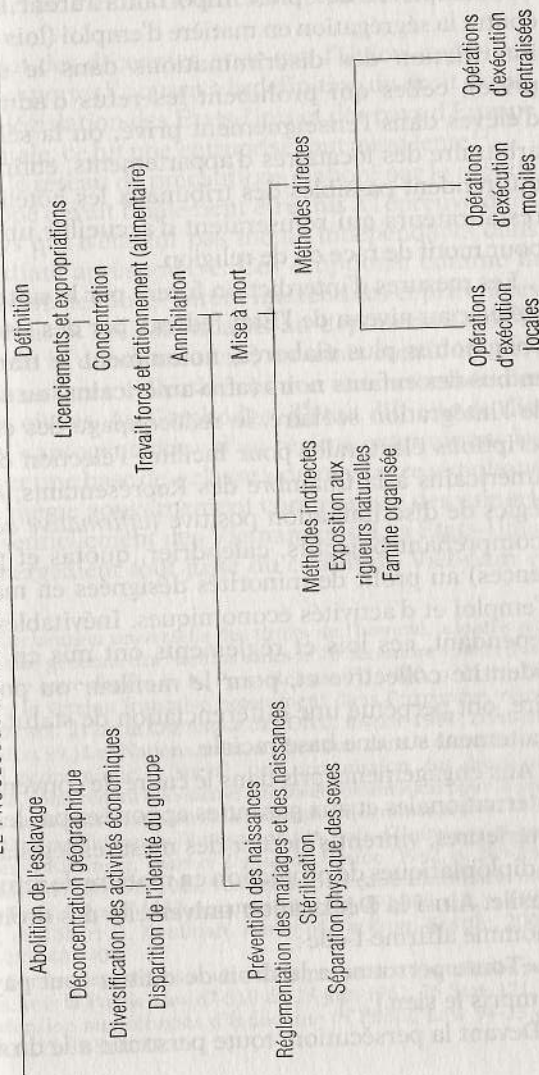 Abolition de l'esclavage
Déconcentration géographique
Diversification des activités économiques
Disparition de l'identité du groupe
Définition
Licenciements et expropriations
Concentration
Travail forcé et rationnement (alimentaire)
Annihilation
Prévention des naissances
Réglementation des mariages et des naissances
Stérilisation
Séparation physique des sexes
Mise à mort
Méthodes indirectes
Exposition aux
rigueurs naturelles
Famine organisée
Méthodes directes
Opérations
d'exécution
locales
Opérations
d'exécution
mobiles
Opérations
d'exécution
centralisées